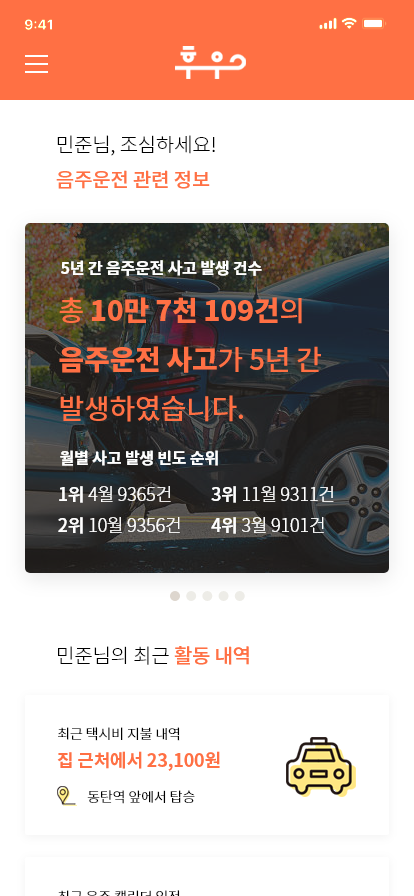 9:41
후우
민준님, 조심하세요!
음주운전 관련 정보
5년 간 음주운전 사고 발생 건수
총 10만 7천 109건의
음주운전 사고가 5년 간
발생하였습니다.
월별 사고 발생 빈도 순위
1위 4월 9365건 3위 11월 9311건
2위 10월 9356건 4위 3월 9101건
민준님의 최근 활동 내역
최근 택시비 지불 내역
집 근처에서 23,100원
동탄역 앞에서 탑승